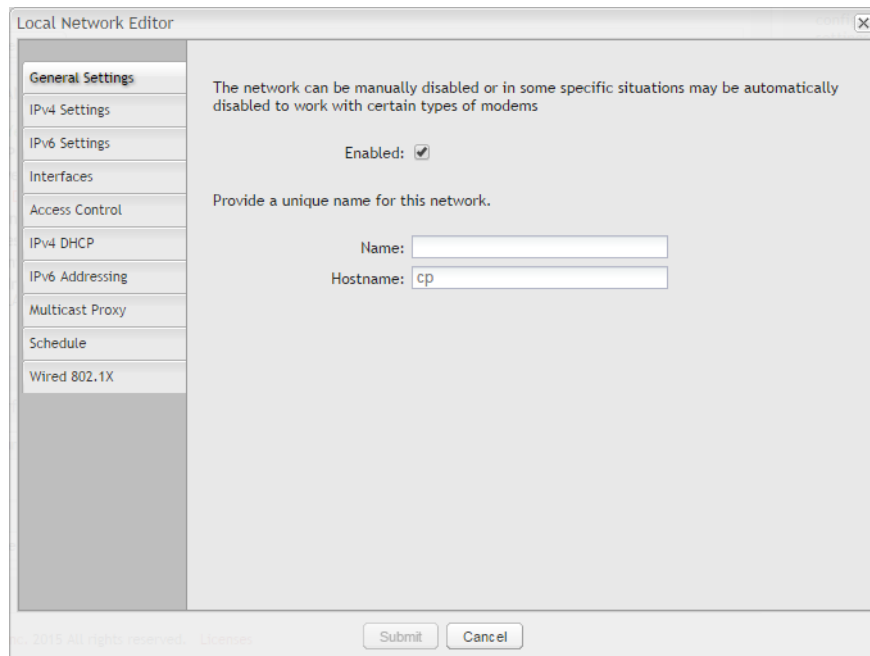 Local Network Editor
General Settings
IPv4 Settings
IPv6 Settings
Interfaces
Access Control
IPv4 DHCP
IPv6 Addressing
Multicast Proxy
Schedule
Wired 802.1X
The network can be manually disabled or in some specific situations may be automatically
disabled to work with certain types of modems
Enabled:
Provide a unique name for this network.
Name:
Hostname: cp
2015 All rights reserved. License
Submit Cancel